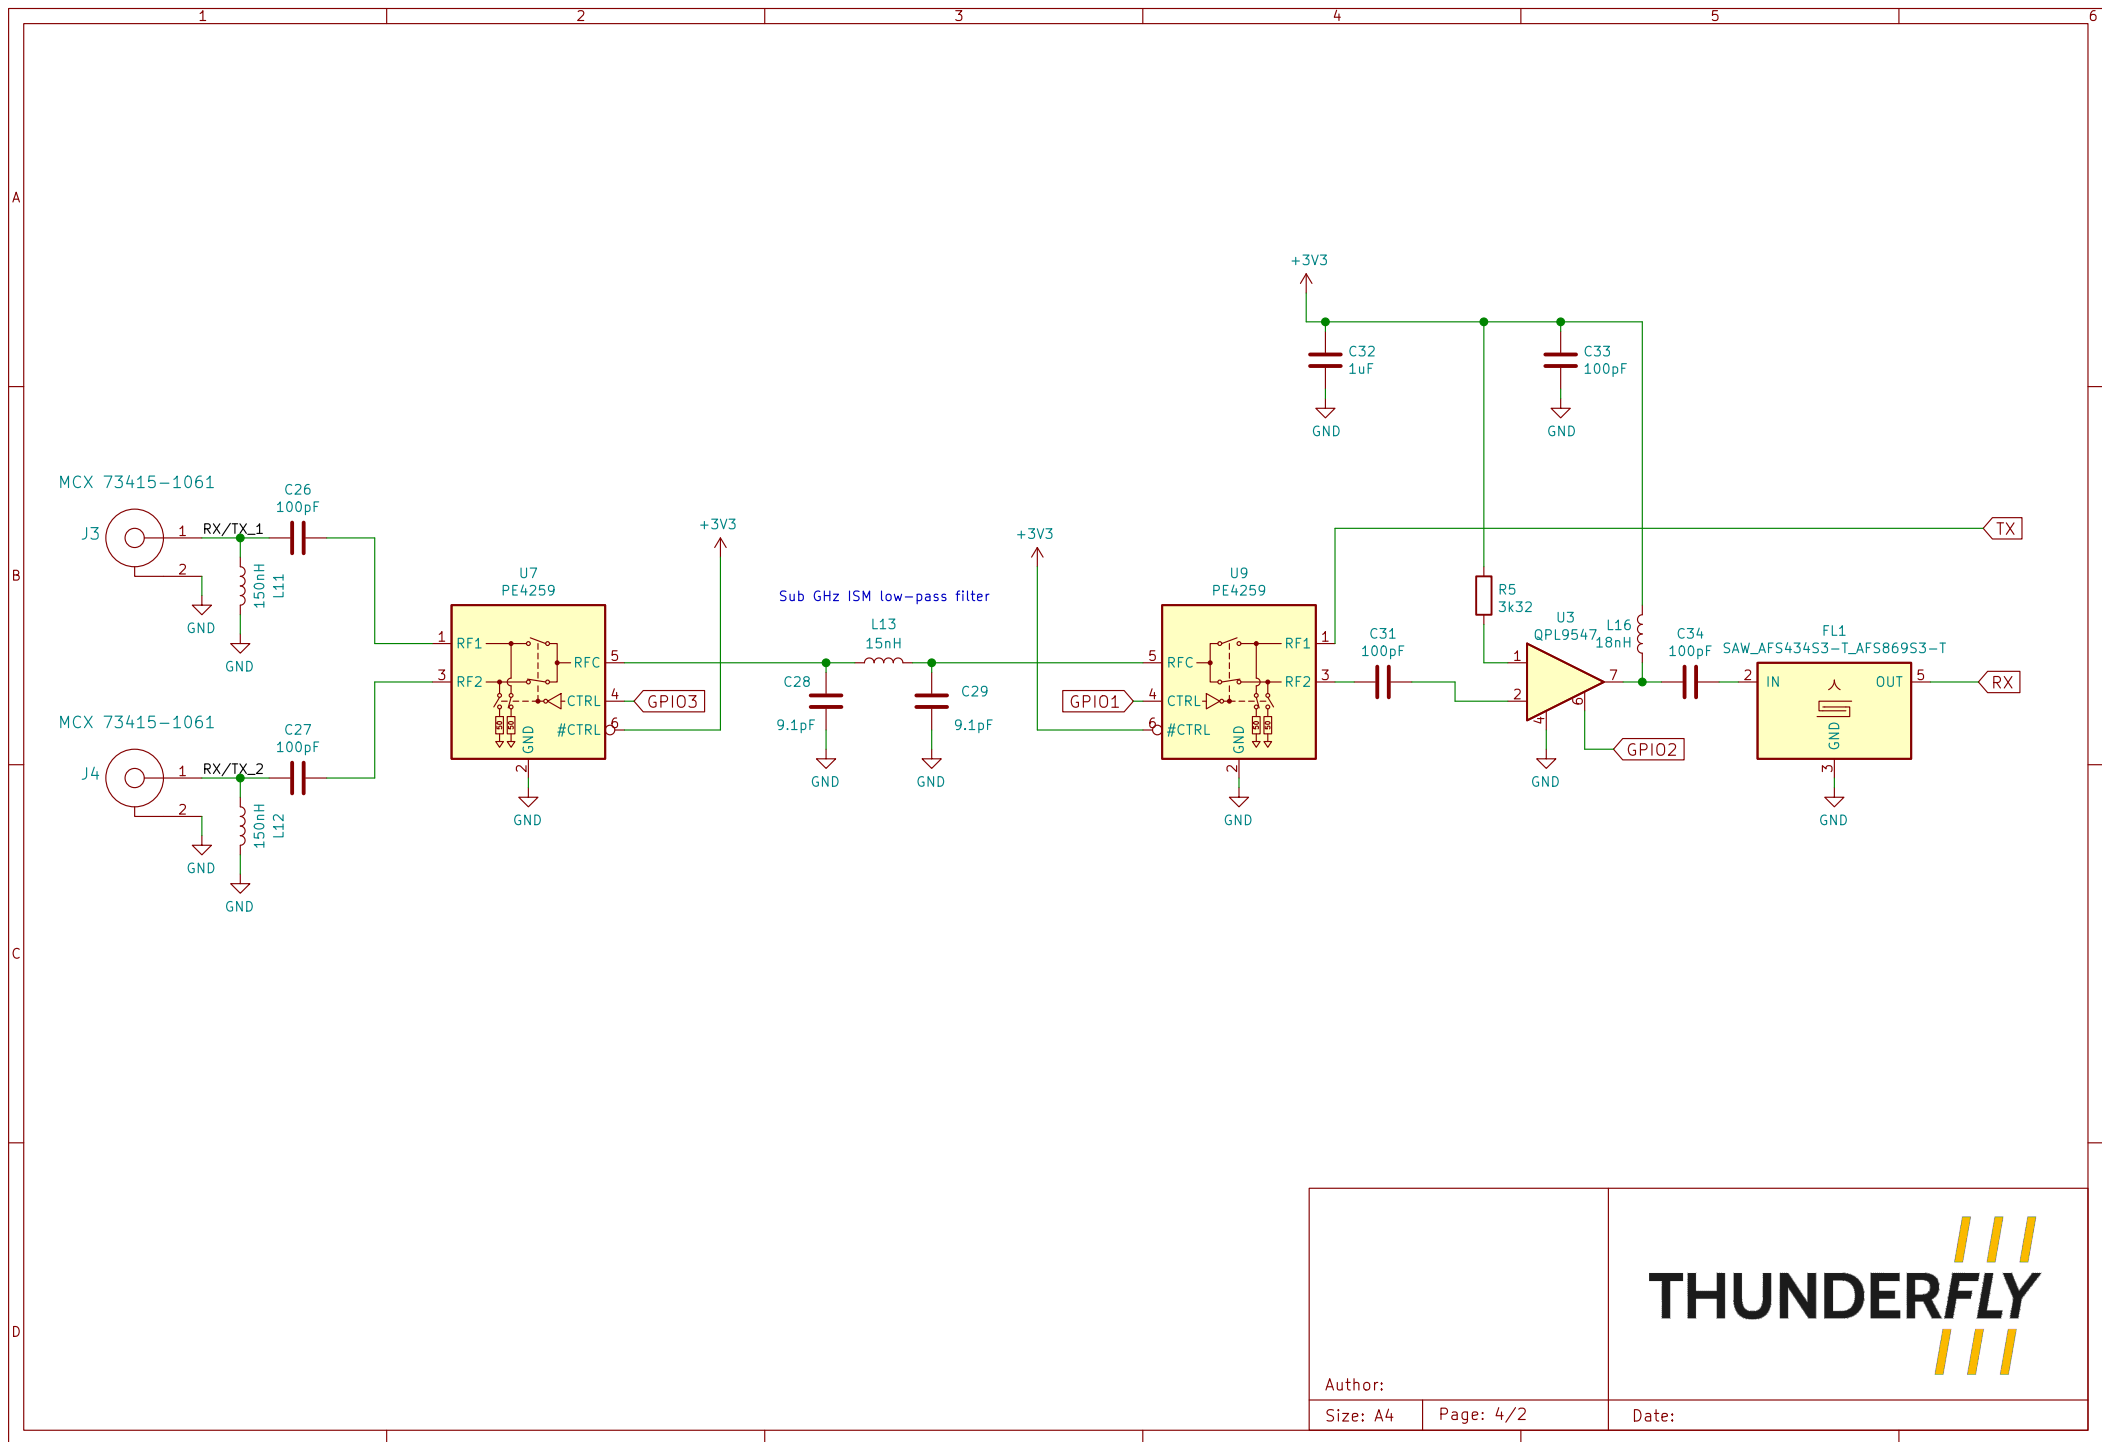 1 2 3 4 5 6
A
+3V3
C32
1uF
GND
C33
100pF
GND
MCX 73415-1061
J3
1
2
RX/TX_1
C26
100pF
150nH
L11
GND
GND
B
MCX 73415-1061
J4
1
2
RX/TX_2
C27
100pF
150nH
L12
GND
GND
U7
PE4259
1 RF1
3 RF2
RFC 5
CTRL 4
#CTRL 6
50 50
GND
2
GND
GPIO3
+3V3
Sub GHz ISM low-pass filter
L13
15nH
C28
9.1pF
GND
C29
9.1pF
GND
+3V3
GPIO1
U9
PE4259
5 RFC
4 CTRL
6 #CTRL
RF1 1
RF2 3
50 50
GND
2
GND
C31
100pF
TX
R5
3k32
U3
QPL9547
1
2
4
6
7
GND
GPIO2
L16
18nH
C34
100pF
FL1
SAW_AFS434S3-T_AFS869S3-T
2 IN
OUT 5
GND
3
GND
RX
C
D
THUNDERFLY
Author:
Size: A4
Page: 4/2
Date: